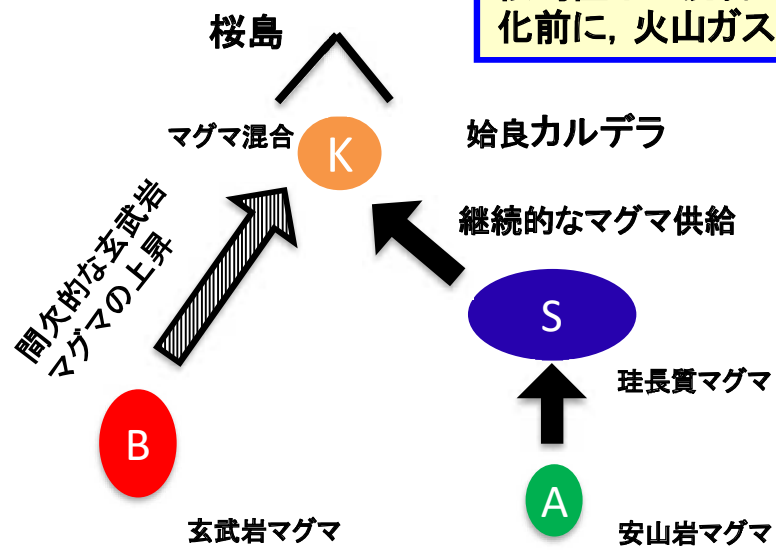 化前に，火山ガス
桜島
マグマ混合
K
姶良カルデラ
間欠的な玄武岩
マグマの上昇
継続的なマグマ供給
S
珪長質マグマ
B
A
玄武岩マグマ
安山岩マグマ